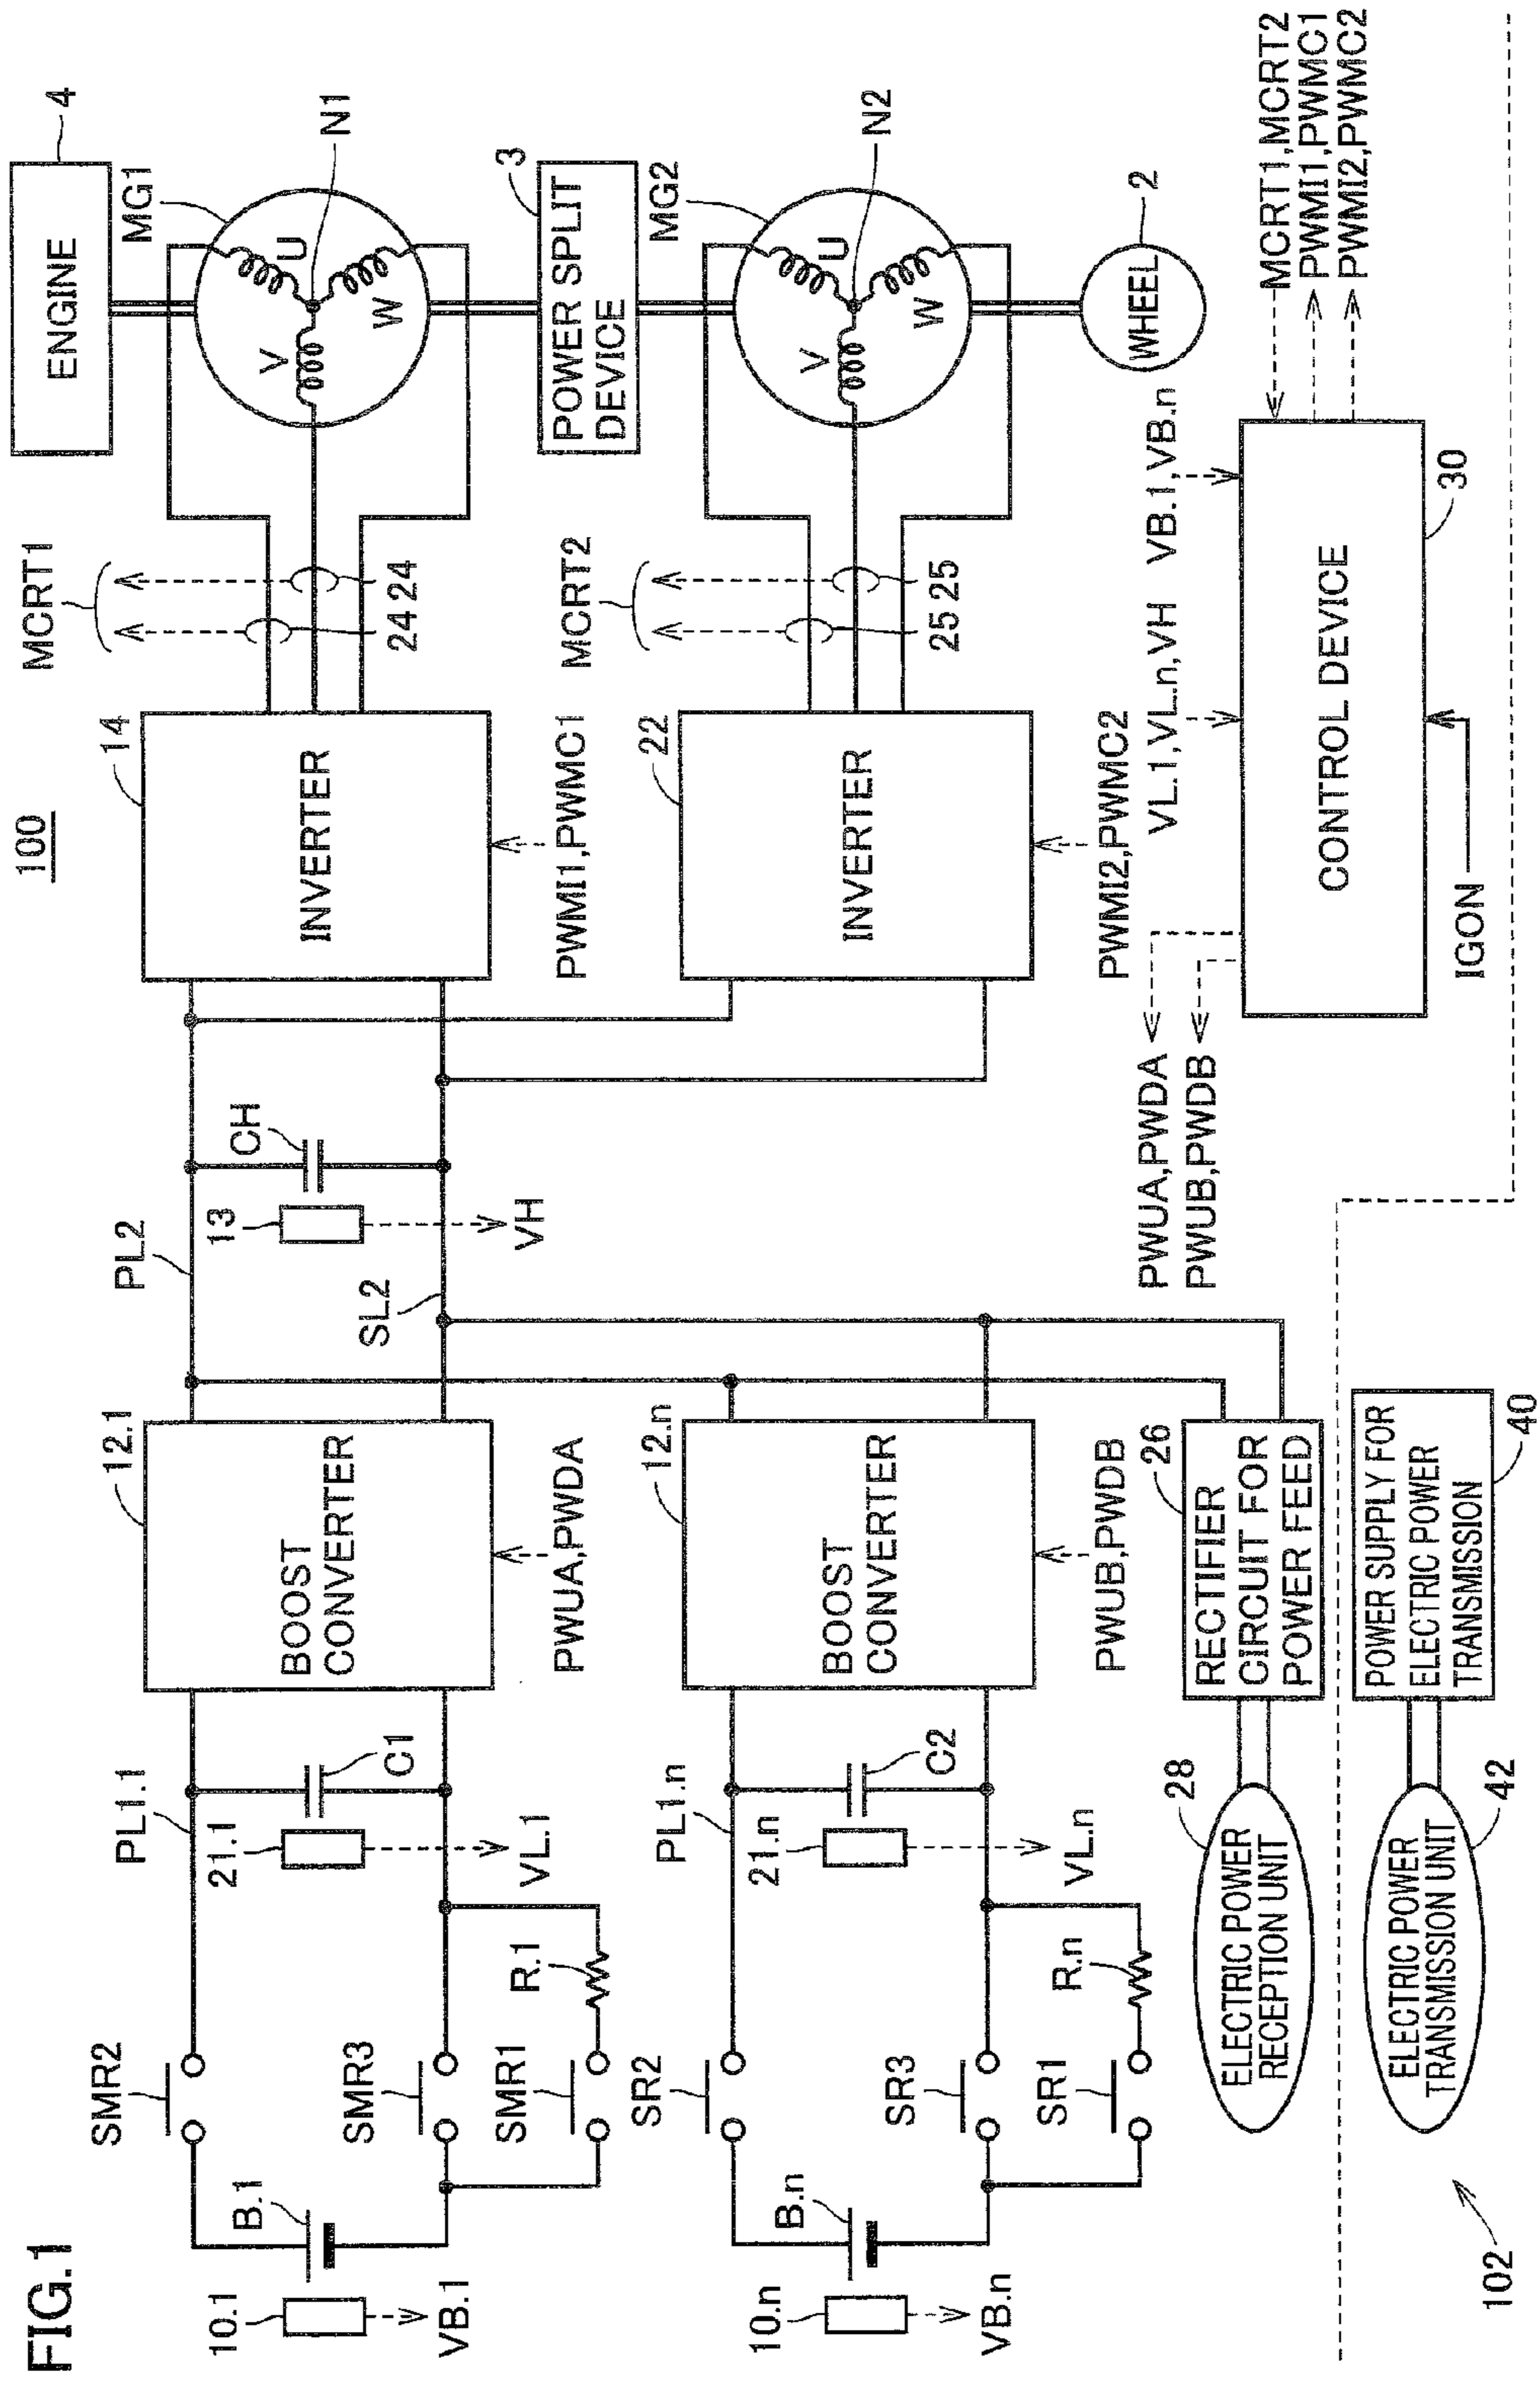 FIG.1
100
ENGINE
4
MG1
N1
U
V
W
3
POWER SPLIT
DEVICE
MG2
N2
U
V
W
WHEEL
2
MCRT1
24
24
MCRT2
25
25
14
INVERTER
PWMI1,PWMC1
22
INVERTER
PWMI2,PWMC2
PL2
SL2
CH
13
VH
12.1
BOOST
CONVERTER
PWUA,PWDA
12.n
BOOST
CONVERTER
PWUB,PWDB
PL1.1
C1
21.1
VL.1
PL1.n
C2
21.n
VL.n
SMR2
SMR3
SMR1
R.1
SR2
SR3
SR1
R.n
B.1
10.1
VB.1
B.n
10.n
VB.n
26
RECTIFIER
CIRCUIT FOR
POWER FEED
28
ELECTRIC POWER
RECEPTION UNIT
POWER SUPPLY FOR
ELECTRIC POWER
TRANSMISSION
40
42
ELECTRIC POWER
TRANSMISSION UNIT
102
PWUA,PWDA
PWUB,PWDB
VL.1,VL.n,VH
VB.1,VB.n
MCRT1,MCRT2
PWMI1,PWMC1
PWMI2,PWMC2
CONTROL DEVICE
30
IGON